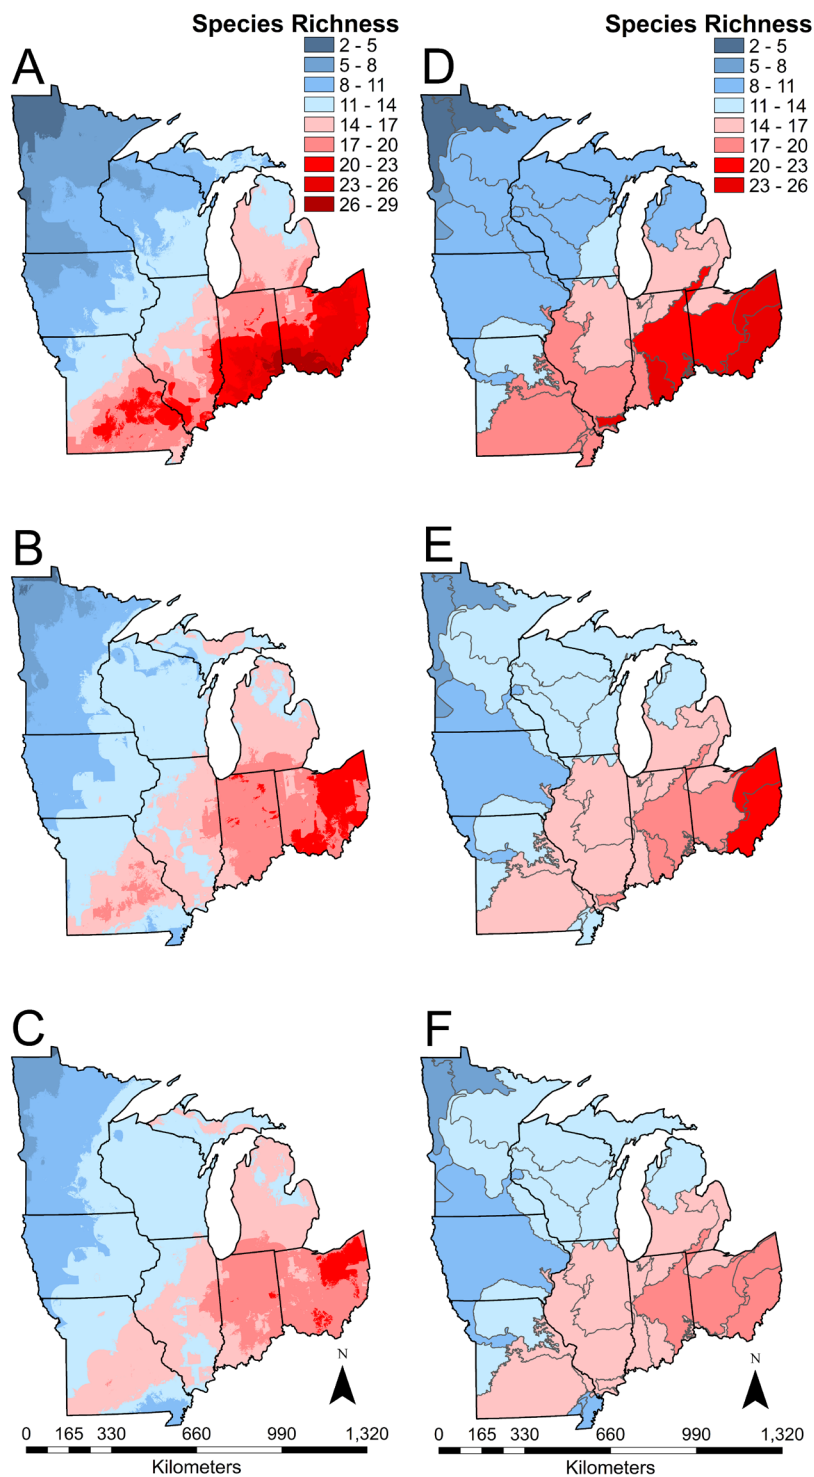 Species Richness
2 - 5
5 - 8
8 - 11
11 - 14
14 - 17
17 - 20
20 - 23
23 - 26
26 - 29
A
Species Richness
2 - 5
5 - 8
8 - 11
11 - 14
14 - 17
17 - 20
20 - 23
23 - 26
D
B
E
C
F
N
0 165 330 660 990 1,320
Kilometers
N
0 165 330 660 990 1,320
Kilometers